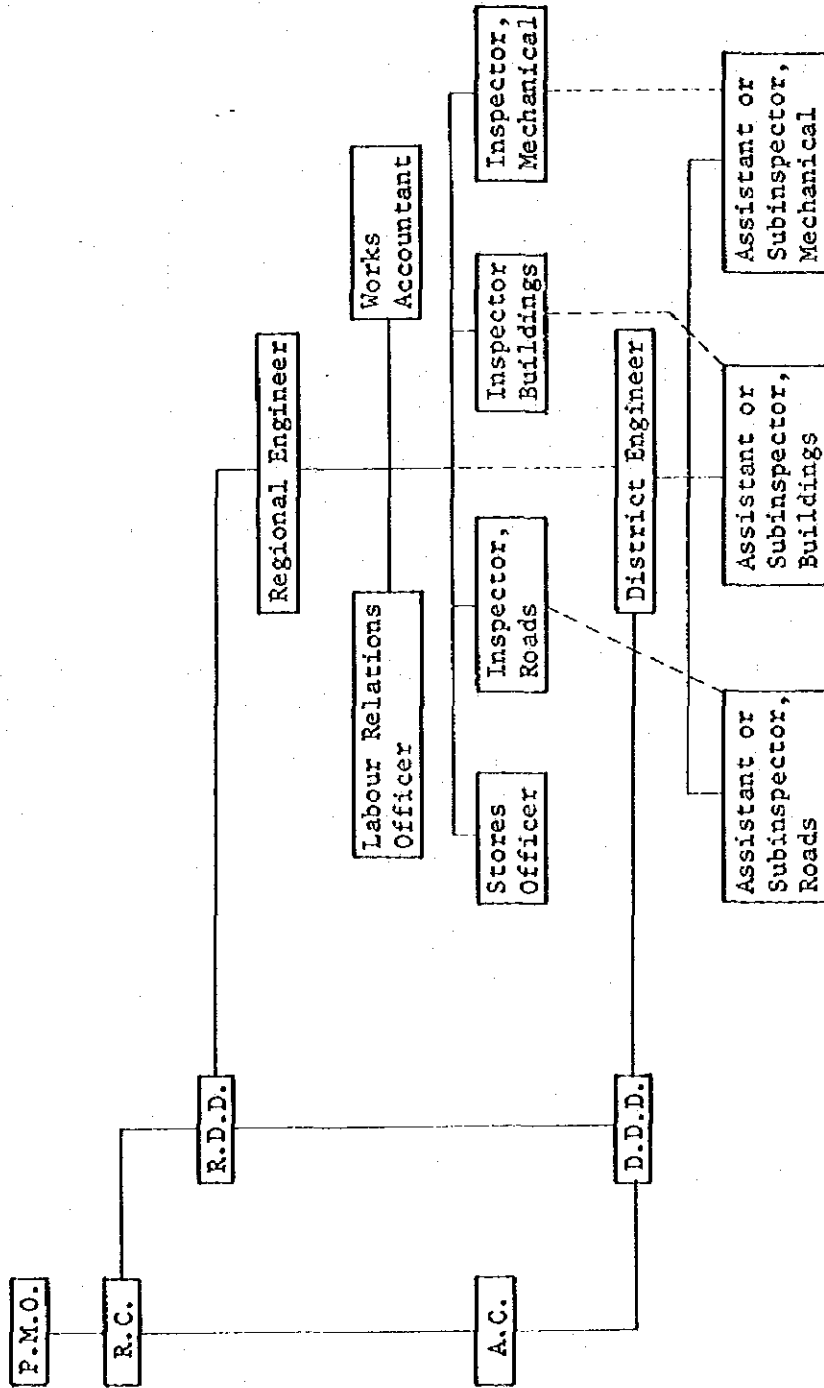 P.M.O.
R.C.
R.D.D.
Regional Engineer
Labour Relations
Officer
Works
Accountant
A.C.
Stores
Officer
Inspector,
Roads
Inspector
Buildings
Inspector,
Mechanical
D.D.D.
District Engineer
Assistant or
Subinspector,
Roads
Assistant or
Subinspector,
Buildings
Assistant or
Subinspector,
Mechanical